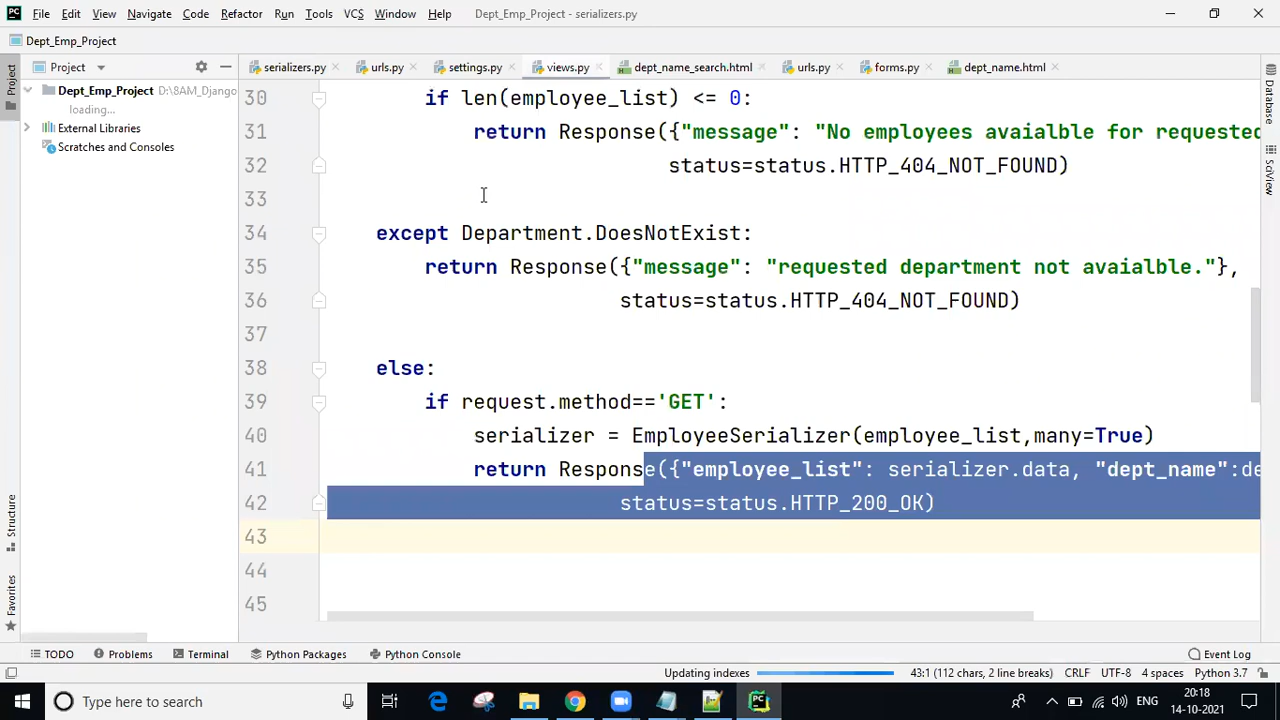 File Edit View Navigate Code Refactor Run Tools VCS Window Help Dept_Emp_Project - serializers.py
Dept_Emp_Project
Project
serializers.py urls.py settings.py views.py dept_name_search.html urls.py forms.py dept_name.html
Dept_Emp_Project D:\8AM_Django
loading...
External Libraries
Scratches and Consoles
30 if len(employee_list) <= 0:
31 return Response({"message": "No employees avaialble for requested
32 status=status.HTTP_404_NOT_FOUND)
33
34 except Department.DoesNotExist:
35 return Response({"message": "requested department not avaialble."},
36 status=status.HTTP_404_NOT_FOUND)
37
38 else:
39 if request.method=='GET':
40 serializer = EmployeeSerializer(employee_list,many=True)
41 return Response({"employee_list": serializer.data, "dept_name":de
42 status=status.HTTP_200_OK)
43
44
45
Project
Structure
Favorites
Database
SciView
TODO Problems Terminal Python Packages Python Console Event Log
Updating indexes 43:1 (112 chars, 2 line breaks) CRLF UTF-8 4 spaces Python 3.7
Type here to search
ENG
20:18
14-10-2021